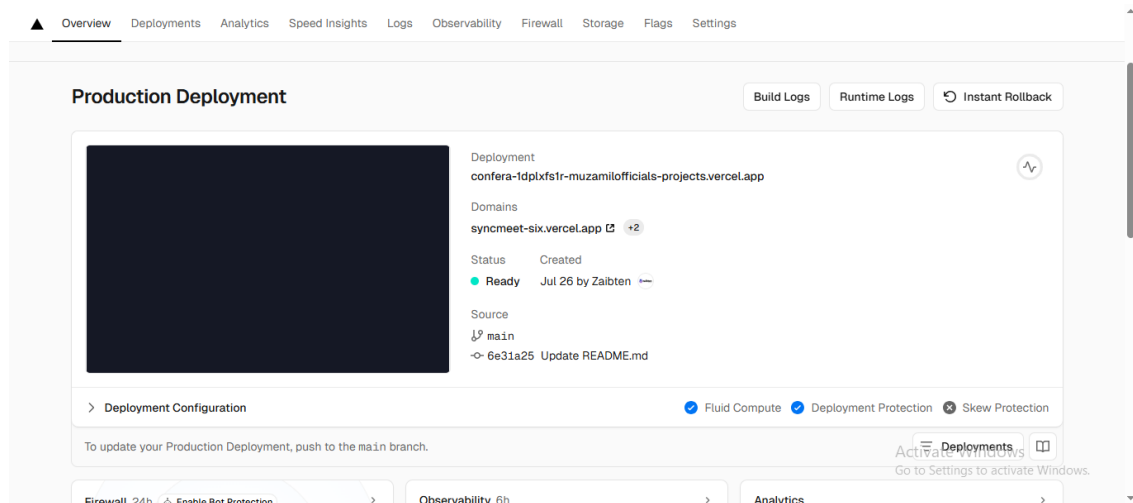 Overview Deployments Analytics Speed Insights Logs Observability Firewall Storage Flags Settings
Production Deployment
Build Logs Runtime Logs Instant Rollback
Deployment
confera-1dplxfs1r-muzamilofficials-projects.vercel.app
Domains
syncmeet-six.vercel.app +2
Status Created
Ready Jul 26 by Zaibten
Source
main
6e31a25 Update README.md
Deployment Configuration Fluid Compute Deployment Protection Skew Protection
To update your Production Deployment, push to the main branch. Deployments
Activate Windows
Go to Settings to activate Windows.
Firewall 24h Enable Bot Protection Observability 6h Analytics